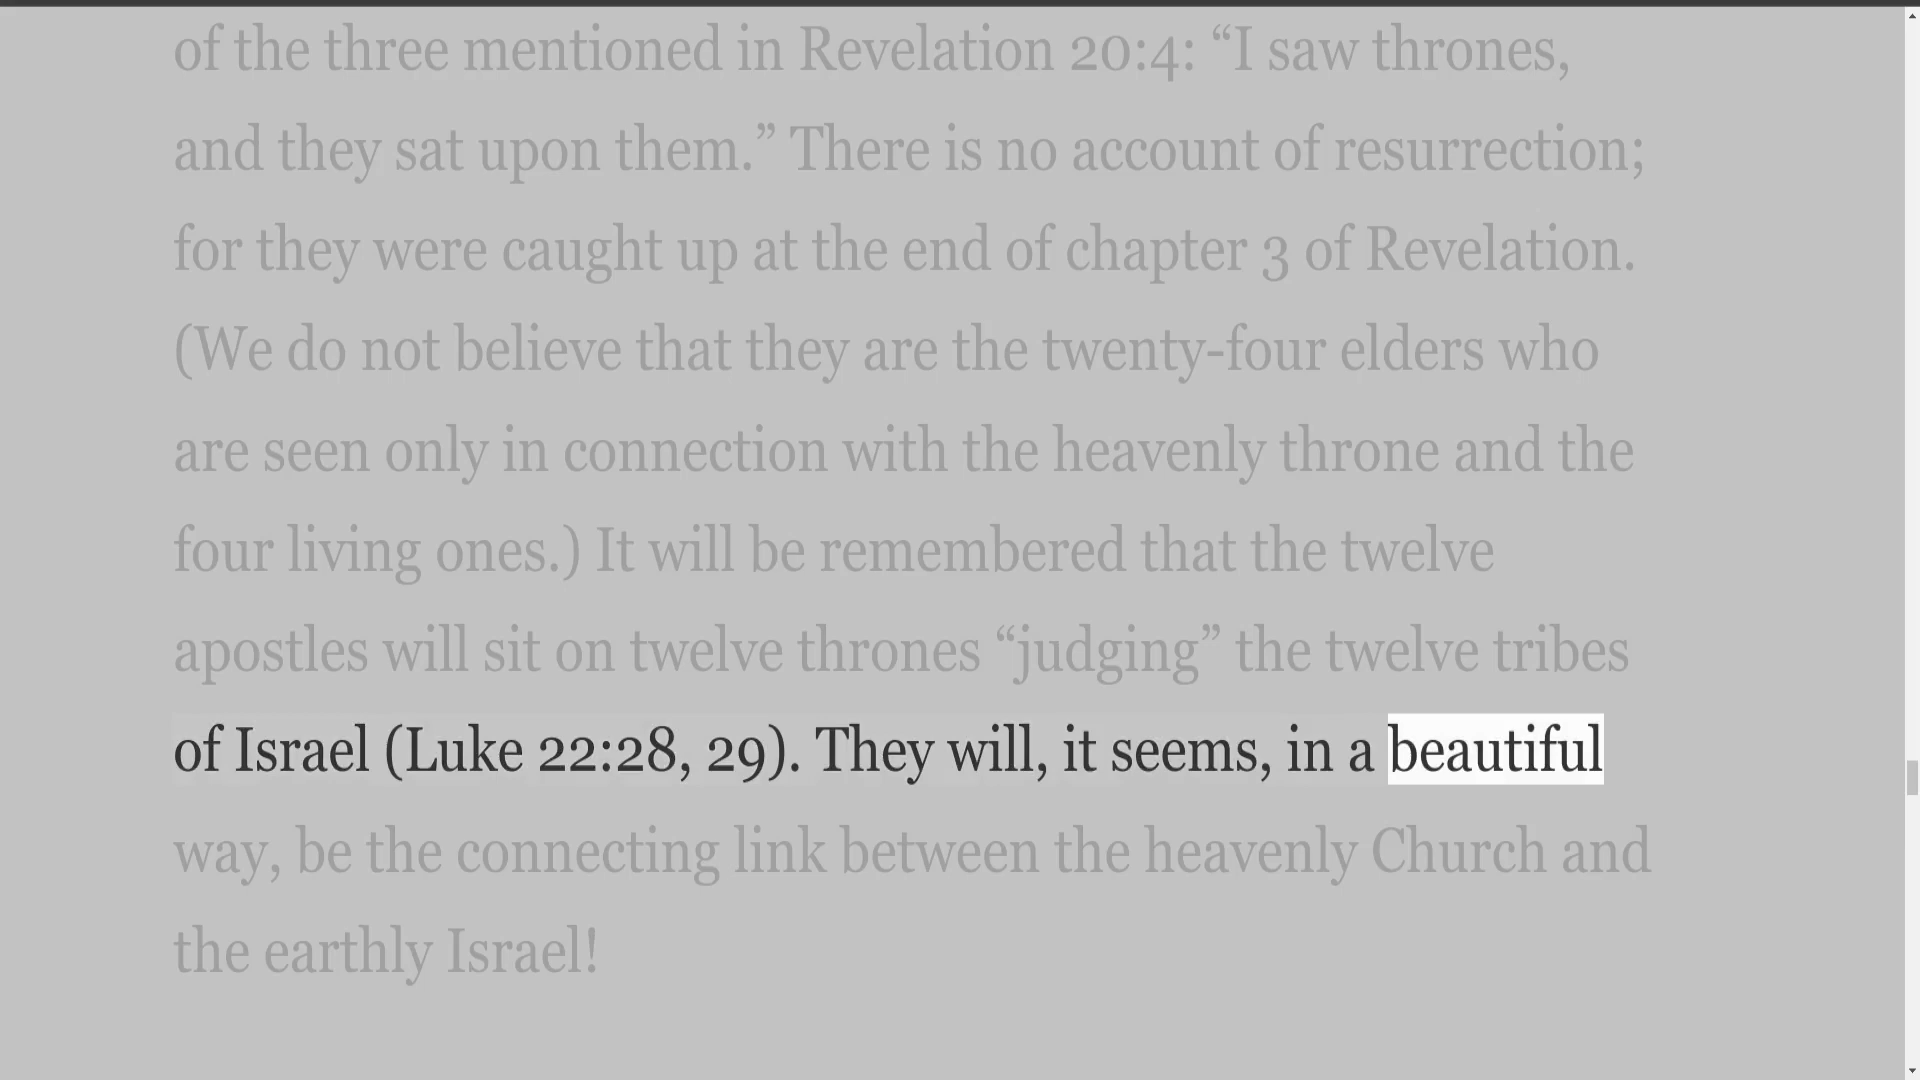 of the three mentioned in Revelation 20:4: “I saw thrones,
and they sat upon them.” There is no account of resurrection;
for they were caught up at the end of chapter 3 of Revelation.
(We do not believe that they are the twenty-four elders who
are seen only in connection with the heavenly throne and the
four living ones.) It will be remembered that the twelve
apostles will sit on twelve thrones “judging” the twelve tribes
of Israel (Luke 22:28, 29). They will, it seems, in a beautiful
way, be the connecting link between the heavenly Church and
the earthly Israel!